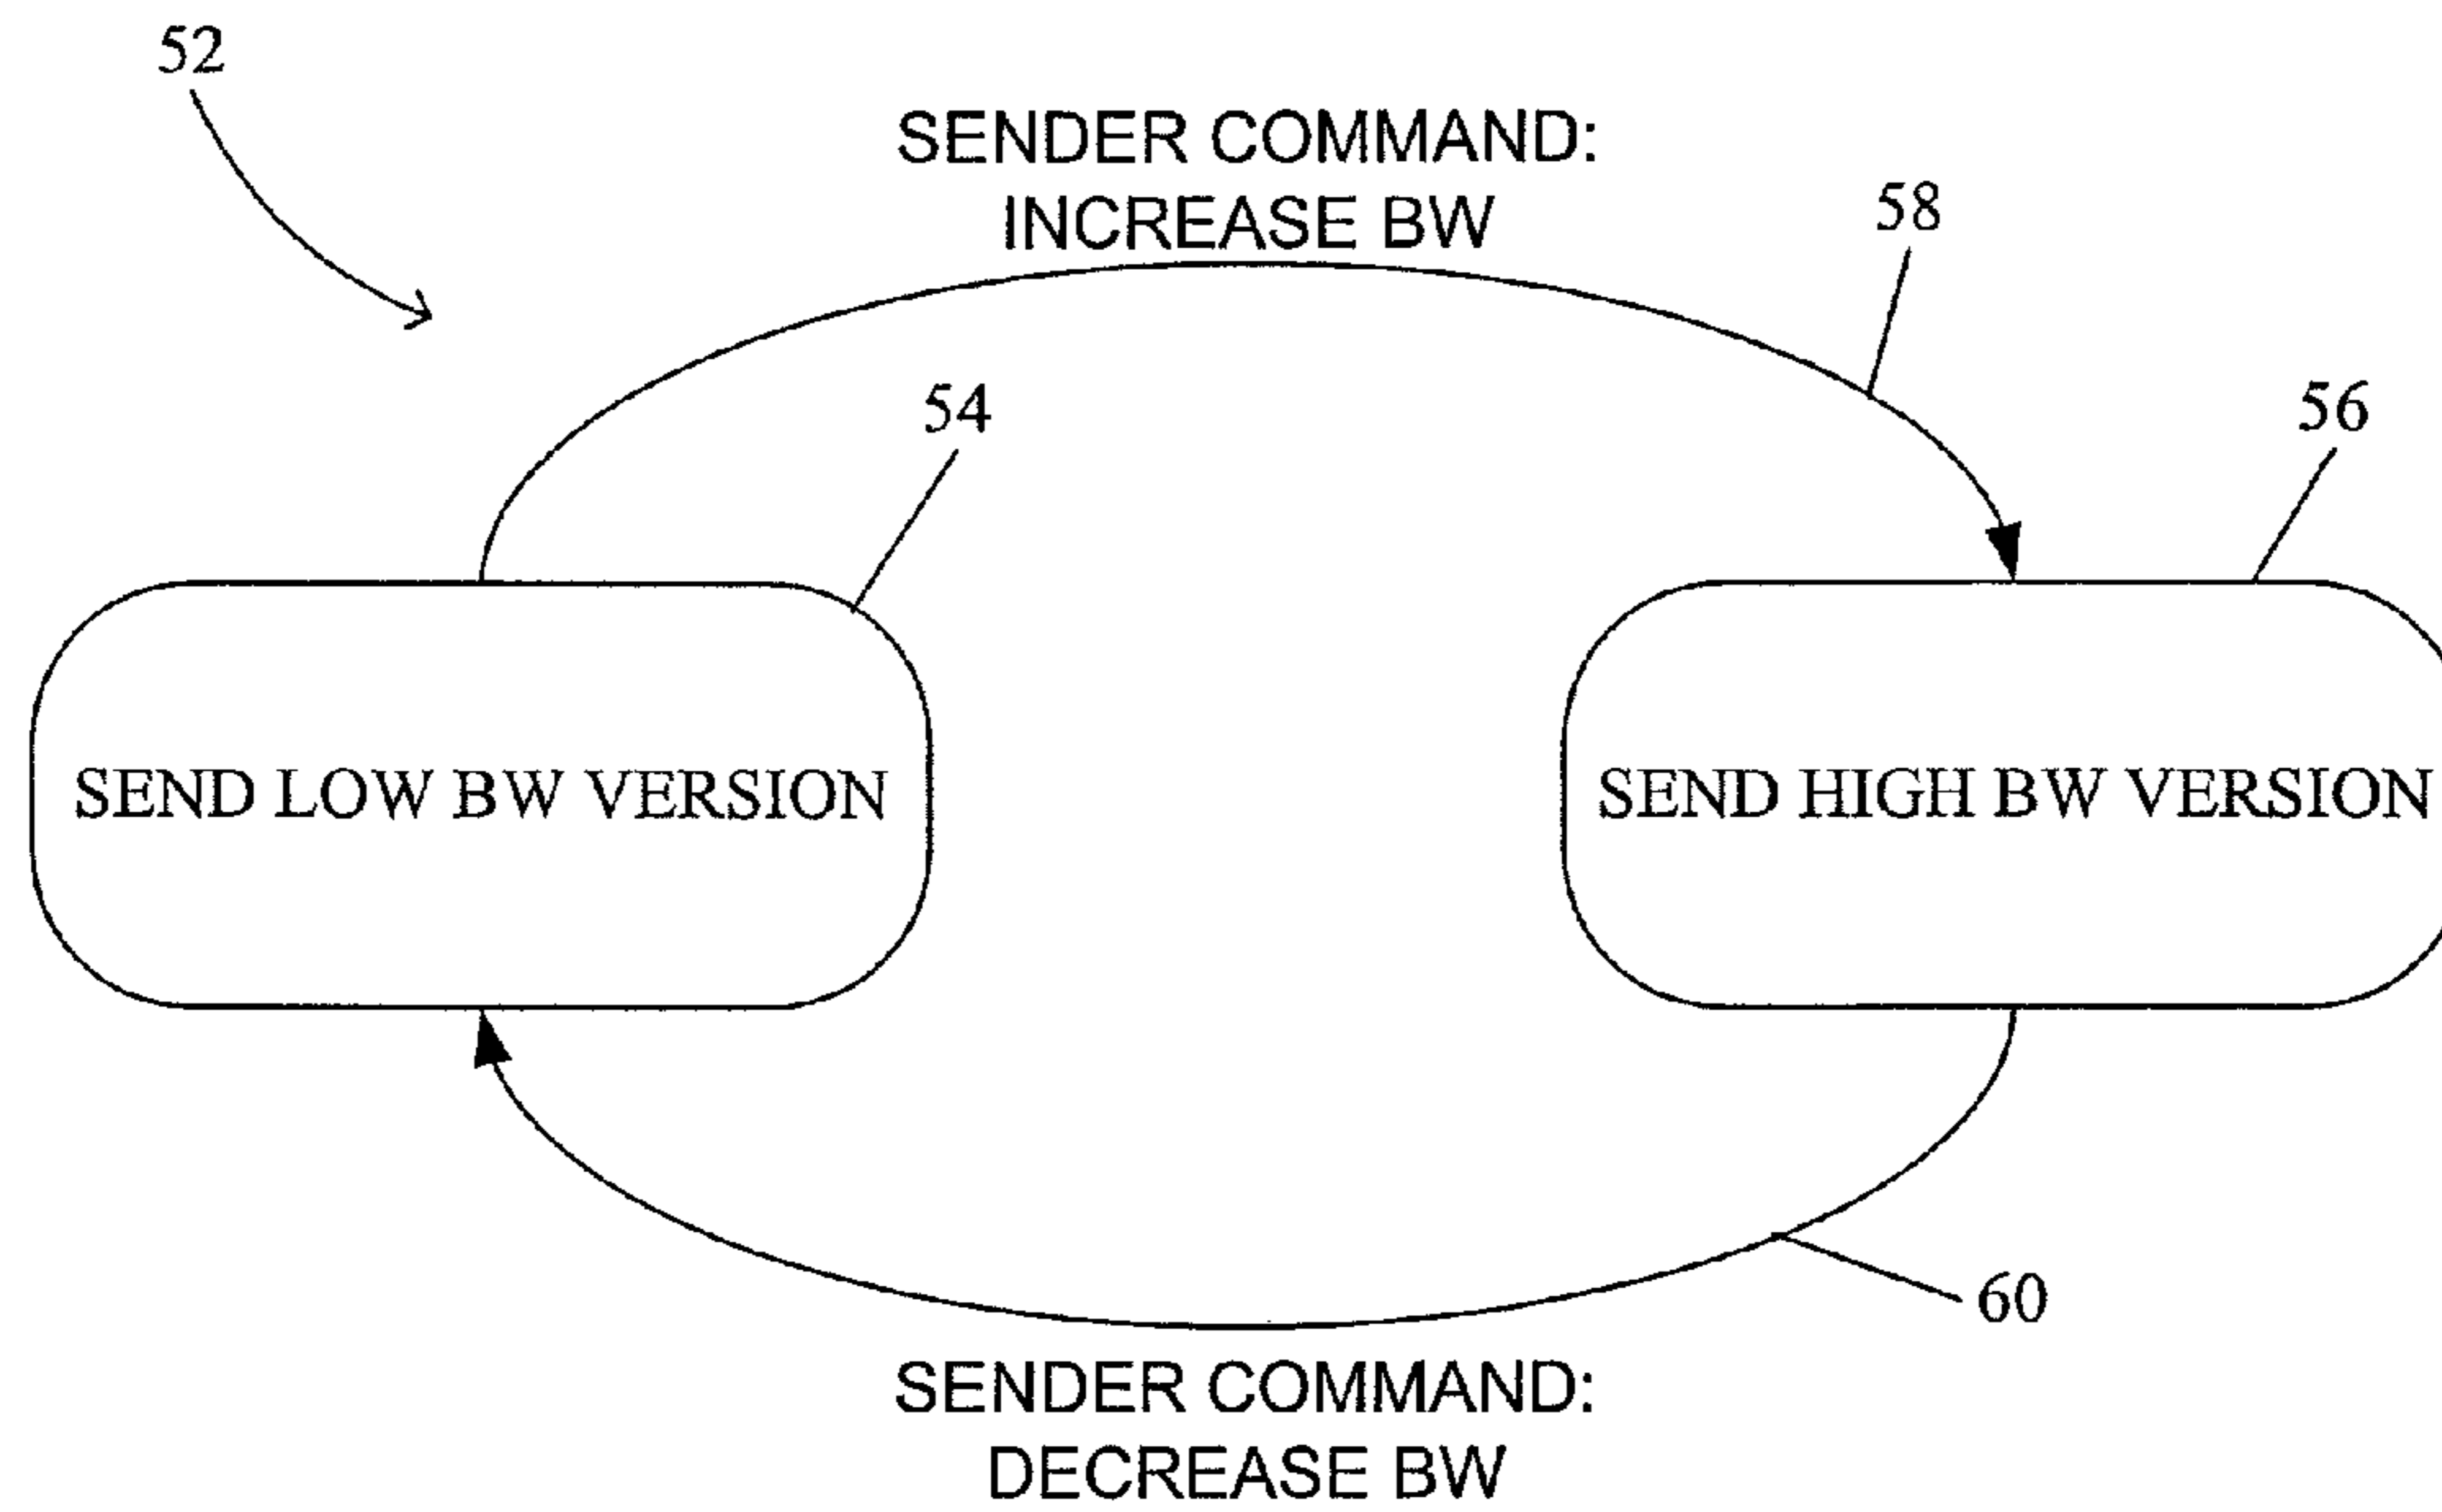 52
SENDER COMMAND:
INCREASE BW
58
54
56
SEND LOW BW VERSION
SEND HIGH BW VERSION
60
SENDER COMMAND:
DECREASE BW